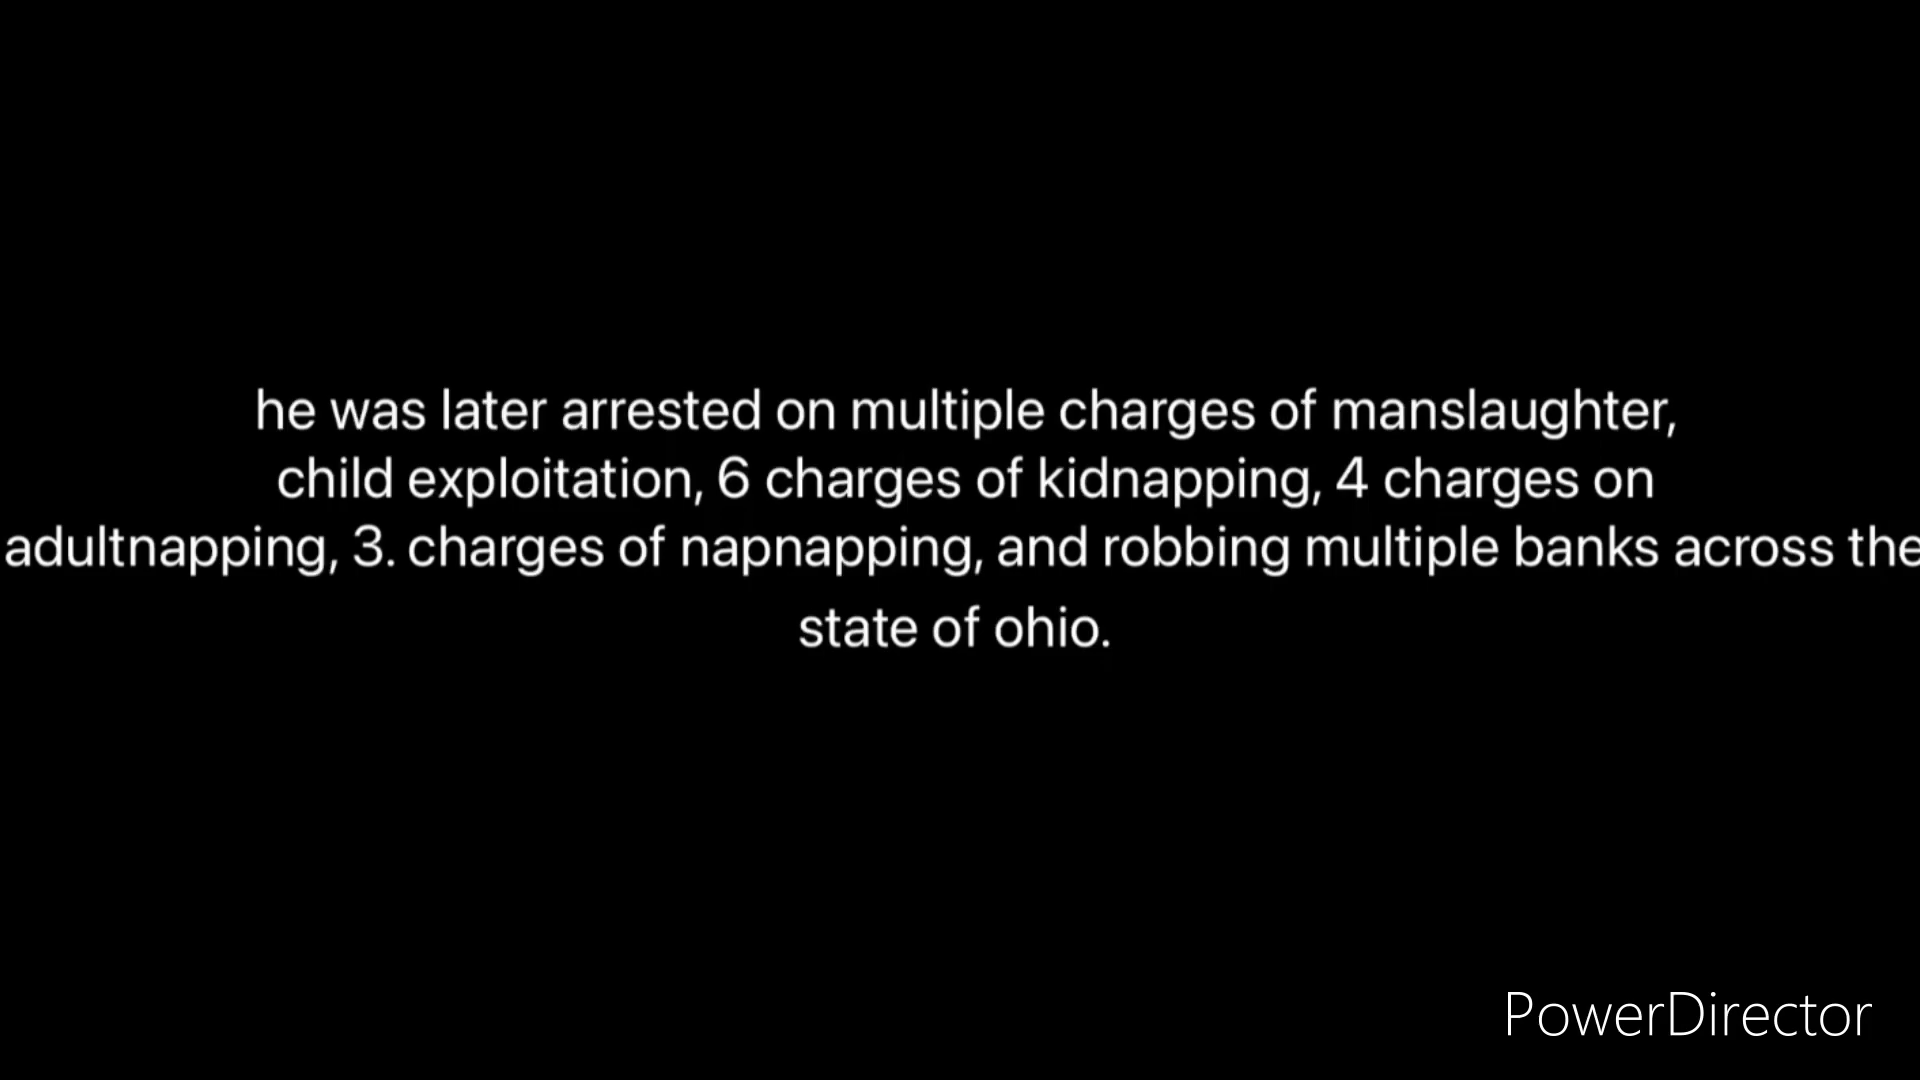 he was later arrested on multiple charges of manslaughter,
child exploitation, 6 charges of kidnapping, 4 charges on
adultnapping, 3. charges of napnapping, and robbing multiple banks across the
state of ohio.
PowerDirector